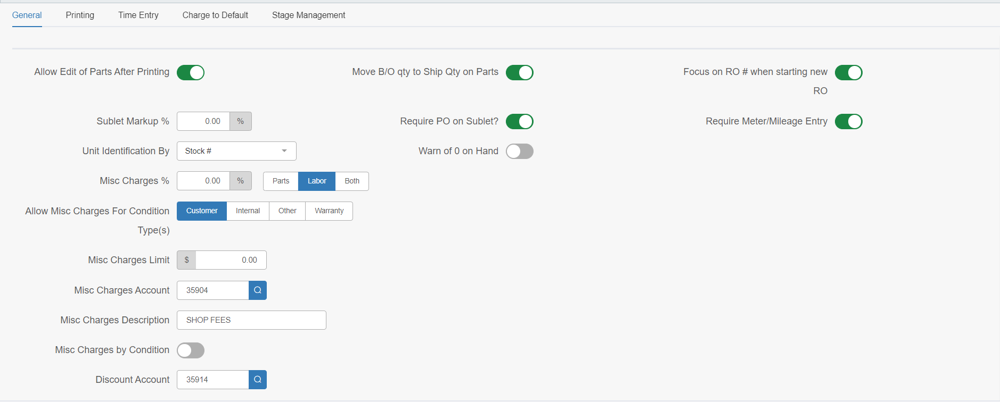 General Printing Time Entry Charge to Default Stage Management
Allow Edit of Parts After Printing Move B/O qty to Ship Qty on Parts Focus on RO # when starting new
RO
Sublet Markup % 0.00 % Require PO on Sublet? Require Meter/Mileage Entry
Unit Identification By Stock # Warn of 0 on Hand
Misc Charges % 0.00 % Parts Labor Both
Allow Misc Charges For Condition Customer Internal Other Warranty
Type(s)
Misc Charges Limit $ 0.00
Misc Charges Account 35904
Misc Charges Description SHOP FEES
Misc Charges by Condition
Discount Account 35914